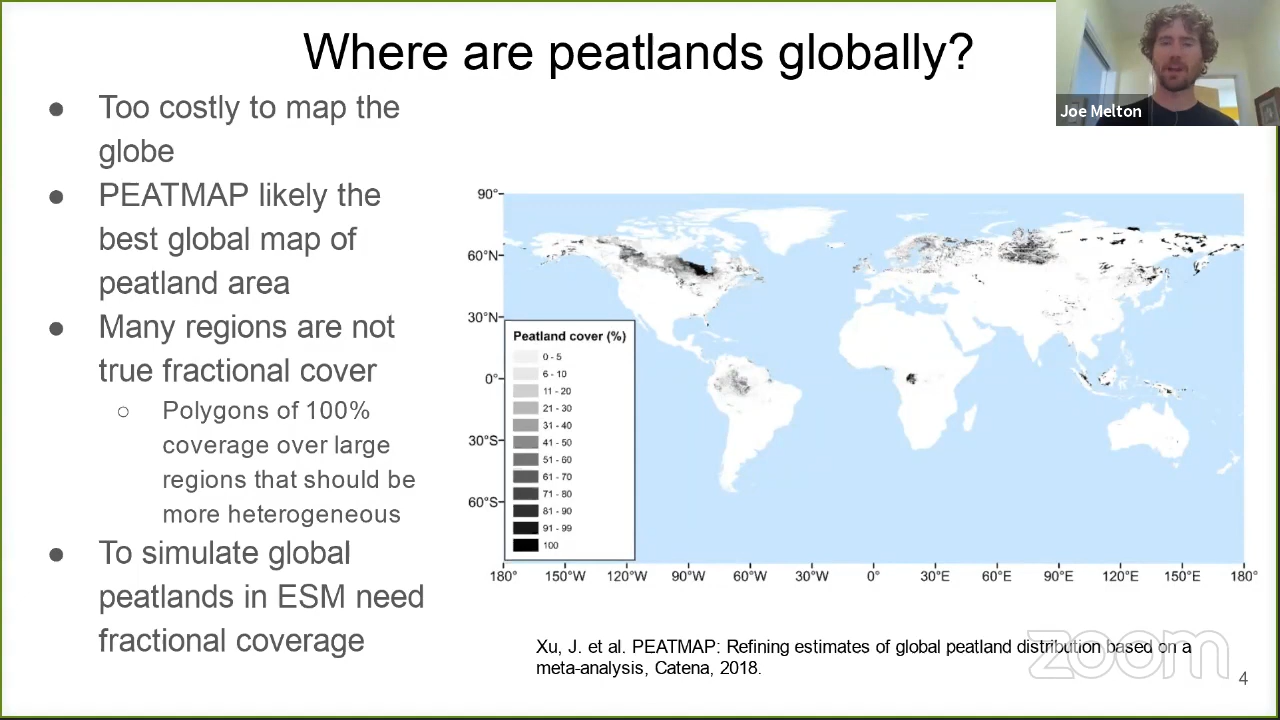 Where are peatlands globally?
Joe Melton
● Too costly to map the
globe
● PEATMAP likely the
best global map of
peatland area
● Many regions are not
true fractional cover
○ Polygons of 100%
coverage over large
regions that should be
more heterogeneous
● To simulate global
peatlands in ESM need
fractional coverage
90°
60°N
30°N
0°
30°S
60°S
Peatland cover (%)
0 - 5
6 - 10
11 - 20
21 - 30
31 - 40
41 - 50
51 - 60
61 - 70
71 - 80
81 - 90
91 - 99
100
180° 150°W 120°W 90°W 60°W 30°W 0° 30°E 60°E 90°E 120°E 150°E 180°
Xu, J. et al. PEATMAP: Refining estimates of global peatland distribution based on a
meta-analysis, Catena, 2018.
zoom
4